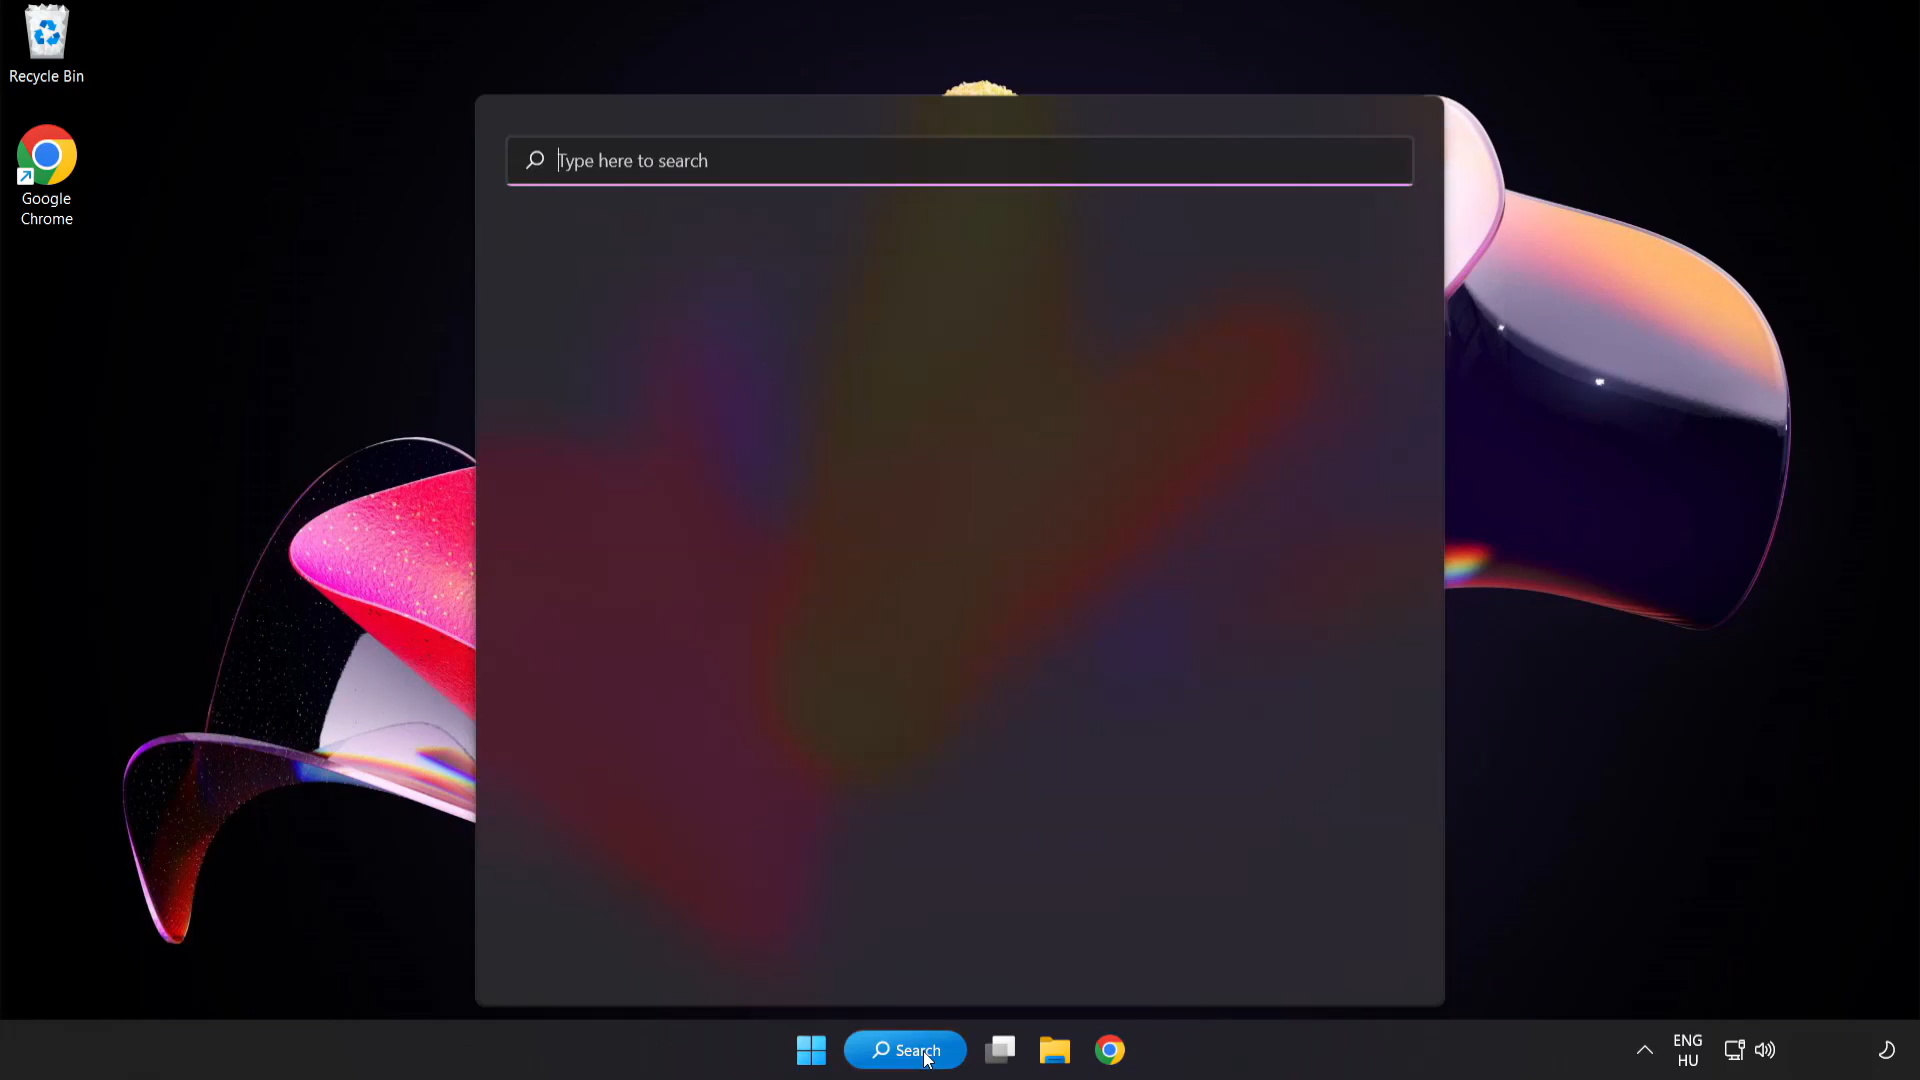 Recycle Bin
Google
Chrome
Type here to search
Search
ENG
HU